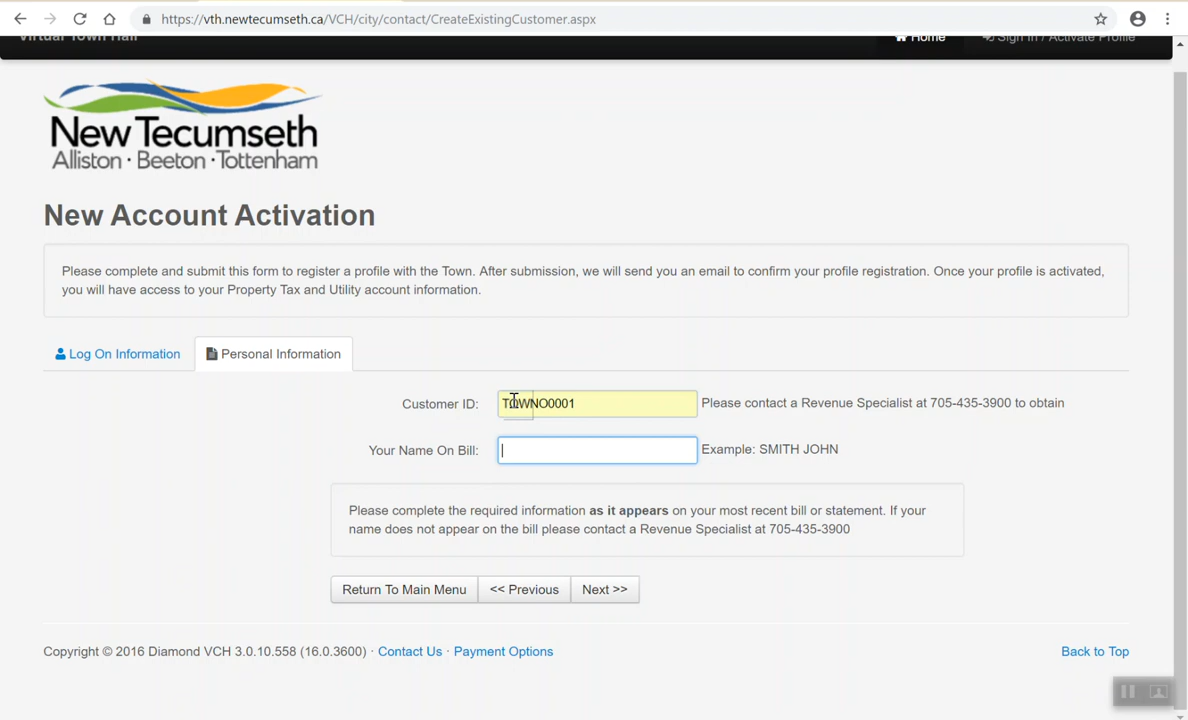 https://vth.newtecumseth.ca/VCH/city/contact/CreateExistingCustomer.aspx
Virtual Town Hall
Home
Sign In / Activate Profile
New Tecumseth
Alliston · Beeton · Tottenham
New Account Activation
Please complete and submit this form to register a profile with the Town. After submission, we will send you an email to confirm your profile registration. Once your profile is activated,
you will have access to your Property Tax and Utility account information.
Log On Information
Personal Information
Customer ID: TOWNO0001 Please contact a Revenue Specialist at 705-435-3900 to obtain
Your Name On Bill: Example: SMITH JOHN
Please complete the required information as it appears on your most recent bill or statement. If your
name does not appear on the bill please contact a Revenue Specialist at 705-435-3900
Return To Main Menu << Previous Next >>
Copyright © 2016 Diamond VCH 3.0.10.558 (16.0.3600) · Contact Us · Payment Options
Back to Top